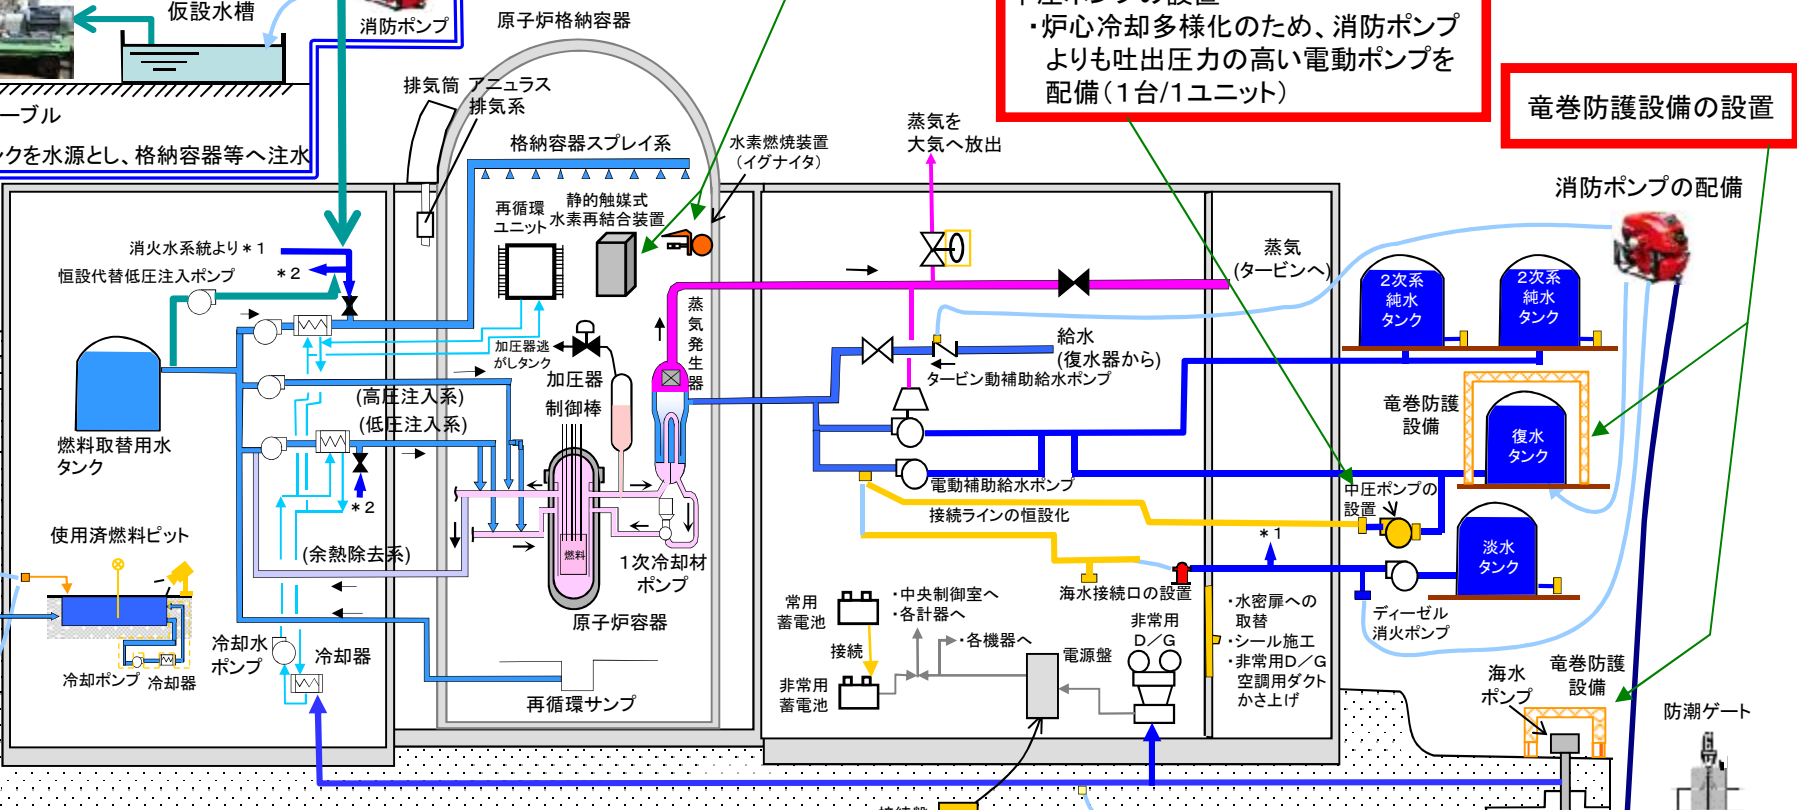 仮設水槽
消防ポンプ
ーブル
クを水源とし、格納容器等へ注水
原子炉格納容器
排気筒
アニュラス
排気系
格納容器スプレイ系
水素燃焼装置
(イグナイタ)
静的触媒式
水素再結合装置
再循環
ユニット
・炉心冷却多様化のため、消防ポンプ
よりも吐出圧力の高い電動ポンプを
配備(1台/1ユニット)
竜巻防護設備の設置
消防ポンプの配備
蒸気を
大気へ放出
蒸気
(タービンへ)
消火水系統より*1
*2
恒設代替低圧注入ポンプ
燃料取替用水
タンク
加圧器逃
がしタンク
加圧器
制御棒
蒸気発生器
(高圧注入系)
(低圧注入系)
*2
(余熱除去系)
燃料
1次冷却材
ポンプ
原子炉容器
再循環サンプ
使用済燃料ピット
冷却ポンプ
冷却器
冷却水
ポンプ
冷却器
給水
(復水器から)
タービン動補助給水ポンプ
電動補助給水ポンプ
接続ラインの恒設化
海水接続口の設置
*1
2次系
純水
タンク
2次系
純水
タンク
竜巻防護
設備
復水
タンク
中圧ポンプの
設置
淡水
タンク
ディーゼル
消火ポンプ
常用
蓄電池
接続
非常用
蓄電池
・中央制御室へ
・各計器へ
・各機器へ
電源盤
非常用
D/G
・水密扉への
取替
・シール施工
・非常用D/G
空調用ダクト
かさ上げ
海水
ポンプ
竜巻防護
設備
防潮ゲート